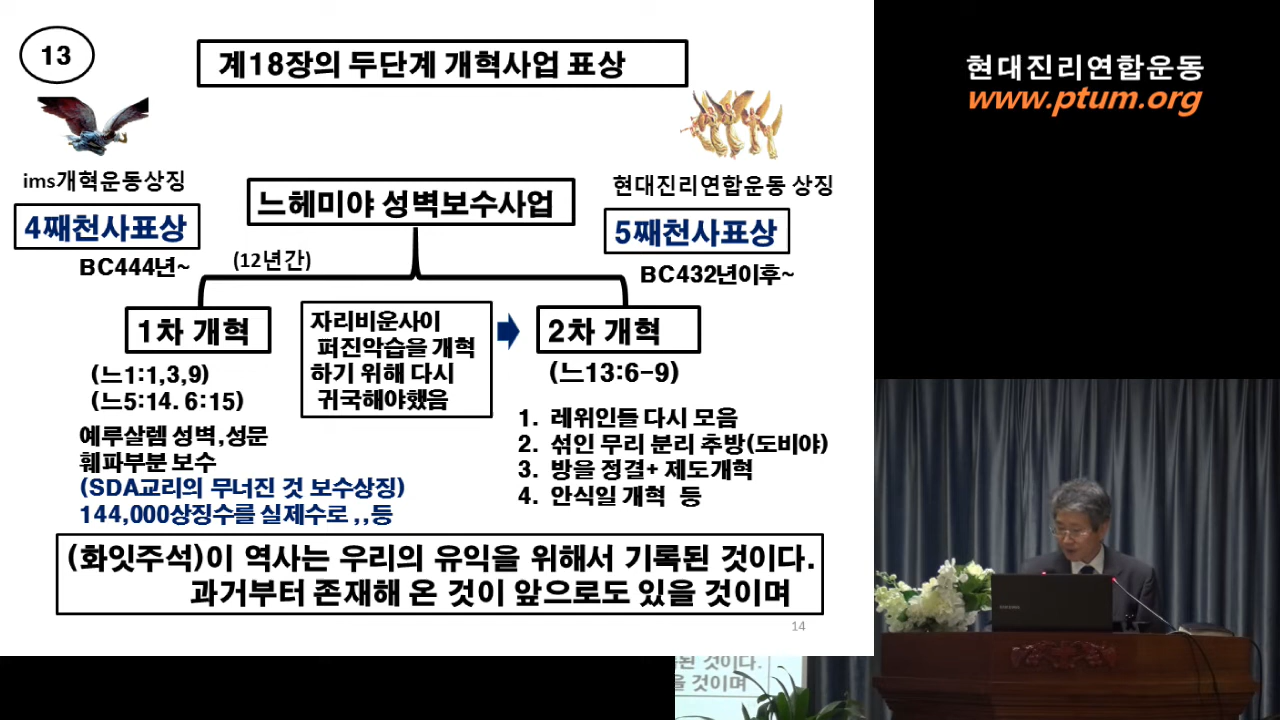 13
계18장의 두단계 개혁사업 표상
ims개혁운동상징
4째천사표상
BC444년~
느헤미야 성벽보수사업
(12년간)
현대진리연합운동 상징
5째천사표상
BC432년이후~
1차 개혁
(느1:1,3,9)
(느5:14. 6:15)
예루살렘 성벽,성문
훼파부분 보수
(SDA교리의 무너진 것 보수상징)
144,000상징수를 실제수로 ,,등
자리비운사이
퍼진악습을 개혁
하기 위해 다시
귀국해야했음
2차 개혁
(느13:6-9)
1. 레위인들 다시 모음
2. 섞인 무리 분리 추방(도비야)
3. 방을 정결+ 제도개혁
4. 안식일 개혁 등
(화잇주석)이 역사는 우리의 유익을 위해서 기록된 것이다.
과거부터 존재해 온 것이 앞으로도 있을 것이며
14
현대진리연합운동
www.ptum.org
된 것이다.
을 것이며
SAMSUNG